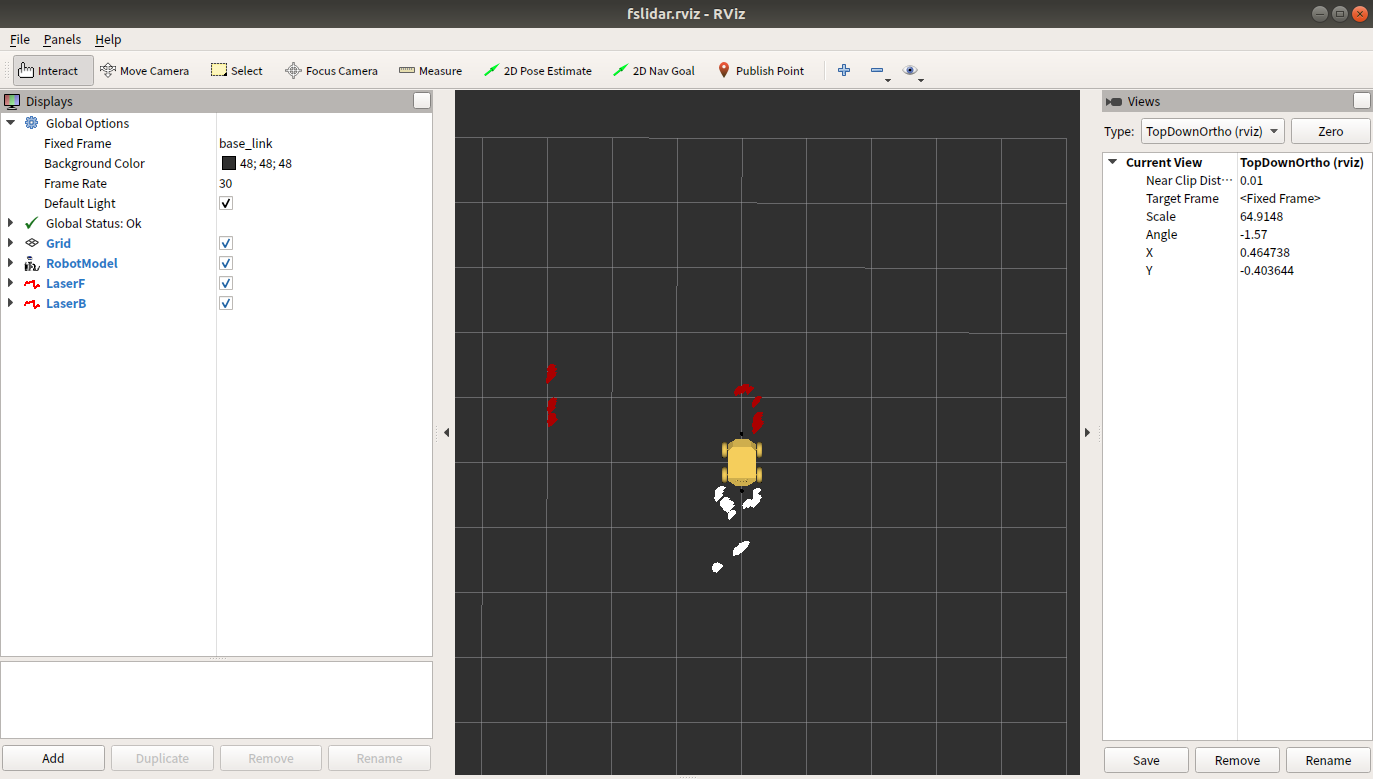 fslidar.rviz - RViz
File Panels Help
Interact Move Camera Select Focus Camera Measure 2D Pose Estimate 2D Nav Goal Publish Point
Displays
Global Options
Fixed Frame base_link
Background Color 48; 48; 48
Frame Rate 30
Default Light
Global Status: Ok
Grid
RobotModel
LaserF
LaserB
Add Duplicate Remove Rename
Views
Type: TopDownOrtho (rviz) Zero
Current View TopDownOrtho (rviz)
Near Clip Dist… 0.01
Target Frame <Fixed Frame>
Scale 64.9148
Angle -1.57
X 0.464738
Y -0.403644
Save Remove Rename